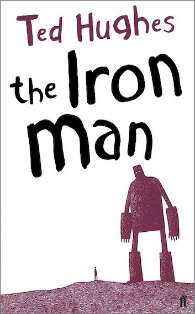 Ted Hughes
the Iron
man
ff